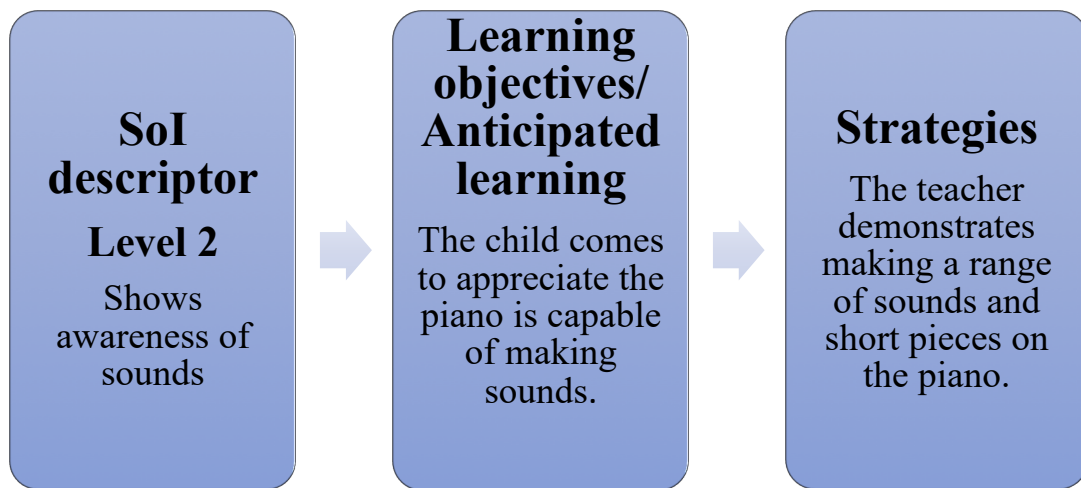 SoI
descriptor
Level 2
Shows
awareness of
sounds
Learning
objectives/
Anticipated
learning
The child comes
to appreciate the
piano is capable
of making
sounds.
Strategies
The teacher
demonstrates
making a range
of sounds and
short pieces on
the piano.